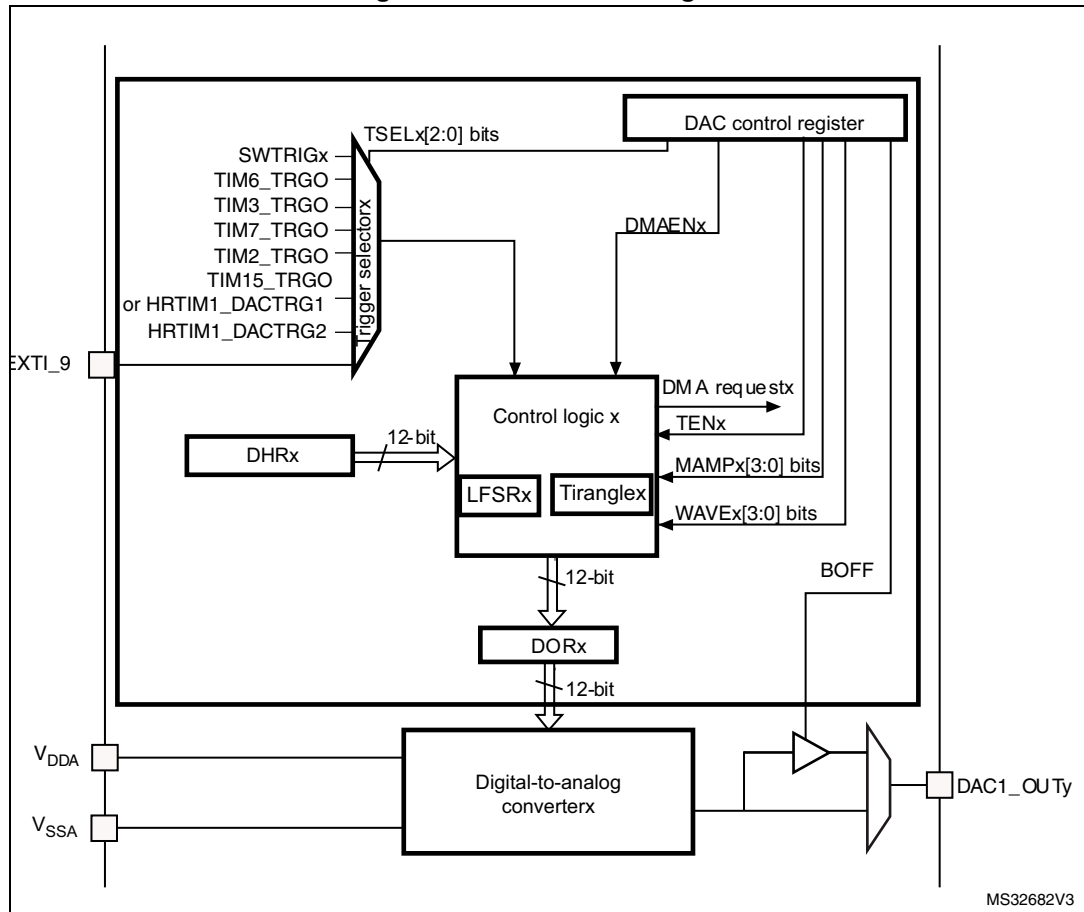 DAC control register
TSELx[2:0] bits
SWTRIGx
TIM6_TRGO
TIM3_TRGO
TIM7_TRGO
TIM2_TRGO
TIM15_TRGO
or HRTIM1_DACTRG1
HRTIM1_DACTRG2
Trigger selectorx
DMAENx
EXTI_9
Control logic x
DMA requestx
TENx
12-bit
DHRx
MAMPx[3:0] bits
LFSRx
Tiranglex
WAVEx[3:0] bits
BOFF
12-bit
DORx
12-bit
VDDA
Digital-to-analog
converterx
DAC1_OUTy
VSSA
MS32682V3